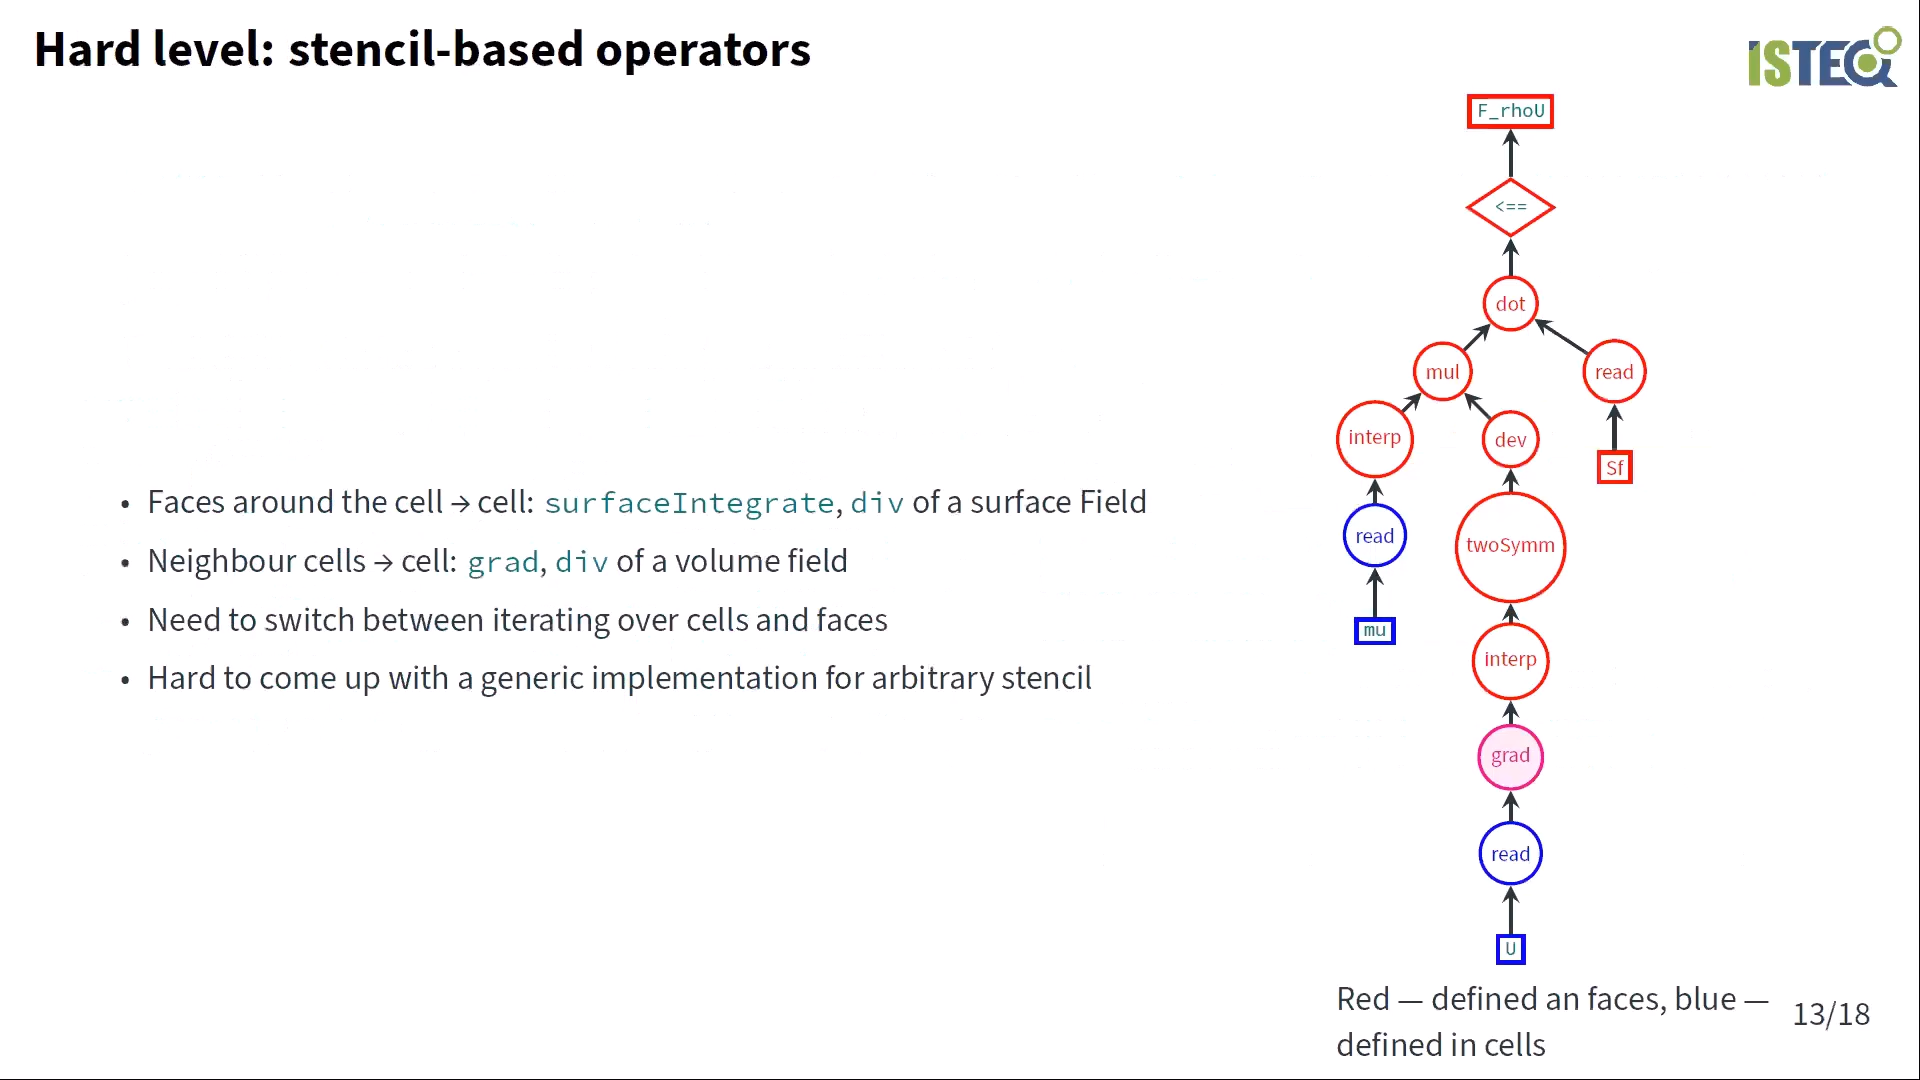 Hard level: stencil-based operators
ISTEQ
F_rhoU
<==
dot
mul
read
interp
dev
Sf
read
twoSymm
mu
interp
grad
read
U
• Faces around the cell → cell: surfaceIntegrate, div of a surface Field
• Neighbour cells → cell: grad, div of a volume field
• Need to switch between iterating over cells and faces
• Hard to come up with a generic implementation for arbitrary stencil
Red — defined an faces, blue —
defined in cells
13/18